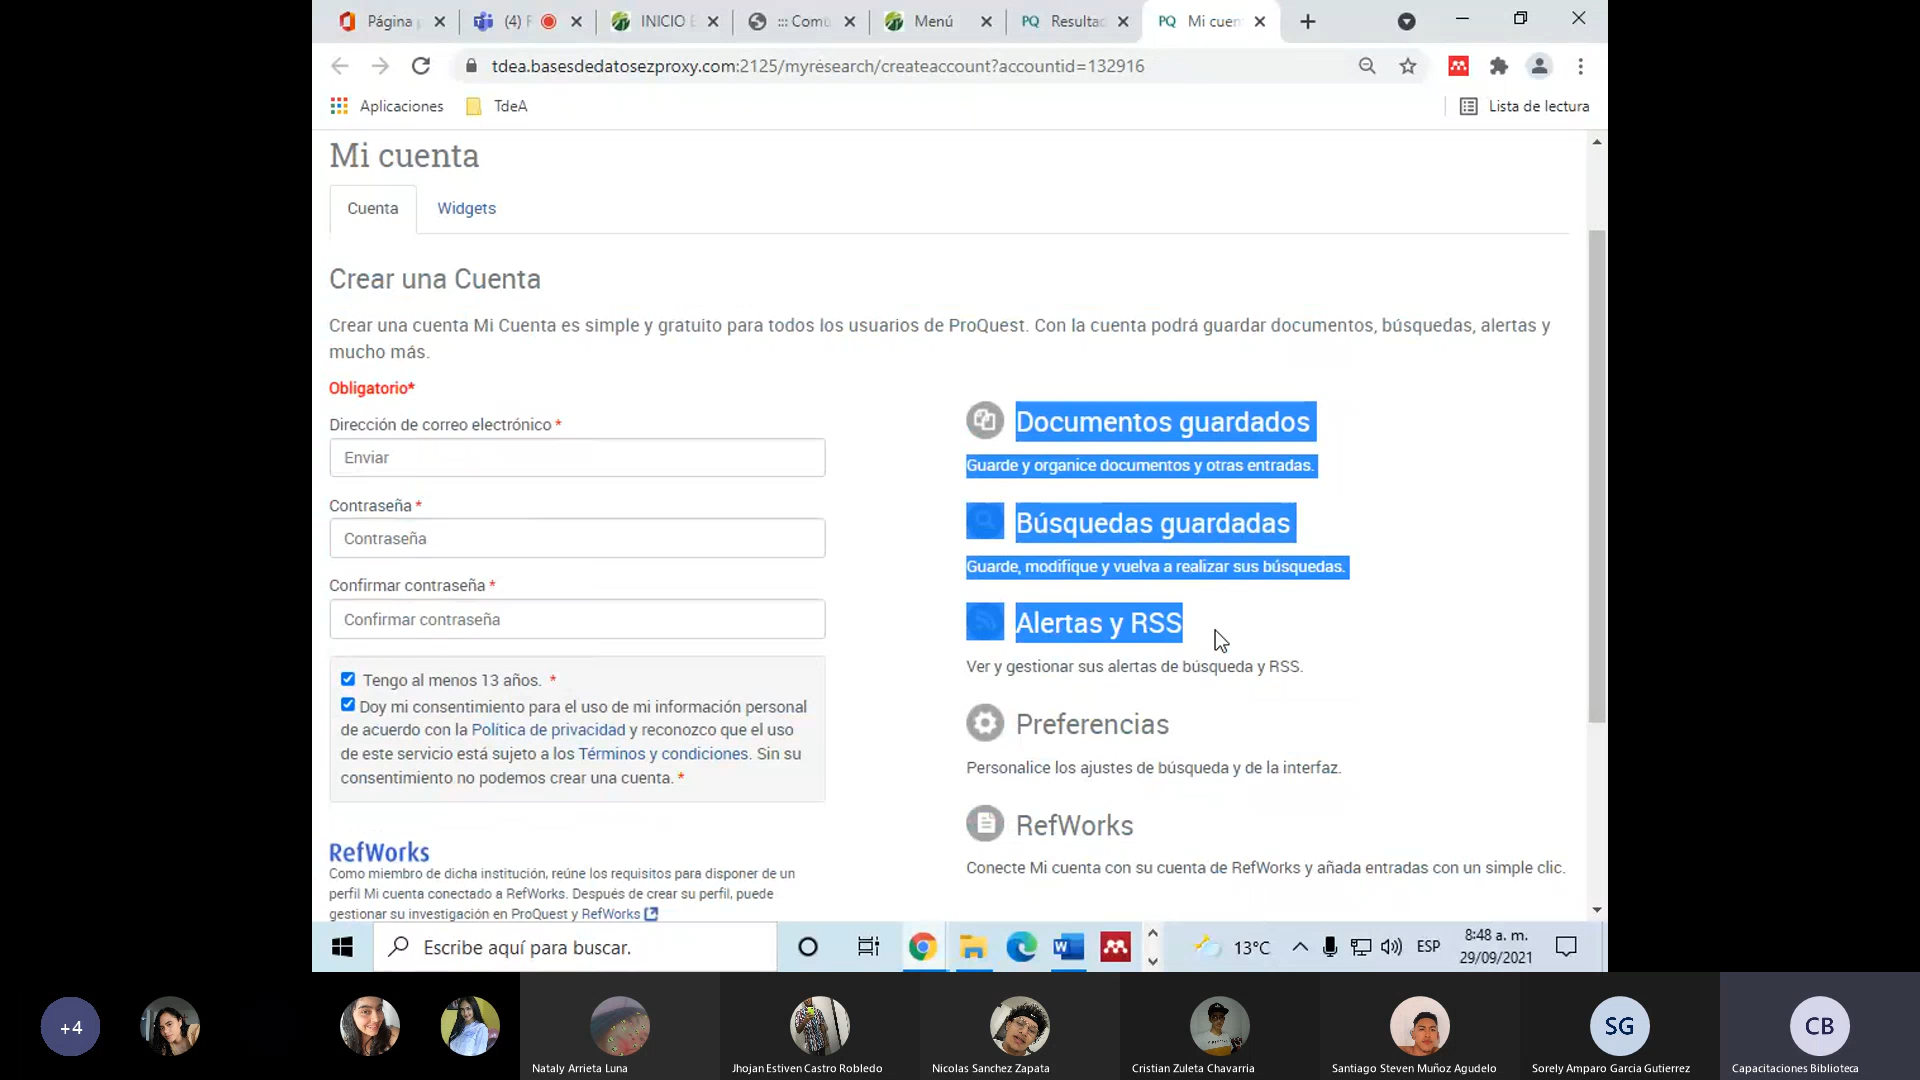 Página
(4) F
INICIO E
::: Comu
Menú
PQ Resultad
PQ Mi cuen
tdea.basesdedatosezproxy.com:2125/myresearch/createaccount?accountid=132916
Aplicaciones
TdeA
Lista de lectura
Mi cuenta
Cuenta
Widgets
Crear una Cuenta
Crear una cuenta Mi Cuenta es simple y gratuito para todos los usuarios de ProQuest. Con la cuenta podrá guardar documentos, búsquedas, alertas y
mucho más.
Obligatorio*
Dirección de correo electrónico *
Enviar
Contraseña *
Contraseña
Confirmar contraseña *
Confirmar contraseña
Tengo al menos 13 años. *
Doy mi consentimiento para el uso de mi información personal
de acuerdo con la Política de privacidad y reconozco que el uso
de este servicio está sujeto a los Términos y condiciones. Sin su
consentimiento no podemos crear una cuenta. *
RefWorks
Como miembro de dicha institución, reúne los requisitos para disponer de un
perfil Mi cuenta conectado a RefWorks. Después de crear su perfil, puede
gestionar su investigación en ProQuest y RefWorks
Documentos guardados
Guarde y organice documentos y otras entradas.
Búsquedas guardadas
Guarde, modifique y vuelva a realizar sus búsquedas.
Alertas y RSS
Ver y gestionar sus alertas de búsqueda y RSS.
Preferencias
Personalice los ajustes de búsqueda y de la interfaz.
RefWorks
Conecte Mi cuenta con su cuenta de RefWorks y añada entradas con un simple clic.
Escribe aquí para buscar.
13°C
ESP
8:48 a. m.
29/09/2021
+4
Nataly Arrieta Luna
Jhojan Estiven Castro Robledo
Nicolas Sanchez Zapata
Cristian Zuleta Chavarria
Santiago Steven Muñoz Agudelo
SG
Sorely Amparo Garcia Gutierrez
CB
Capacitaciones Biblioteca